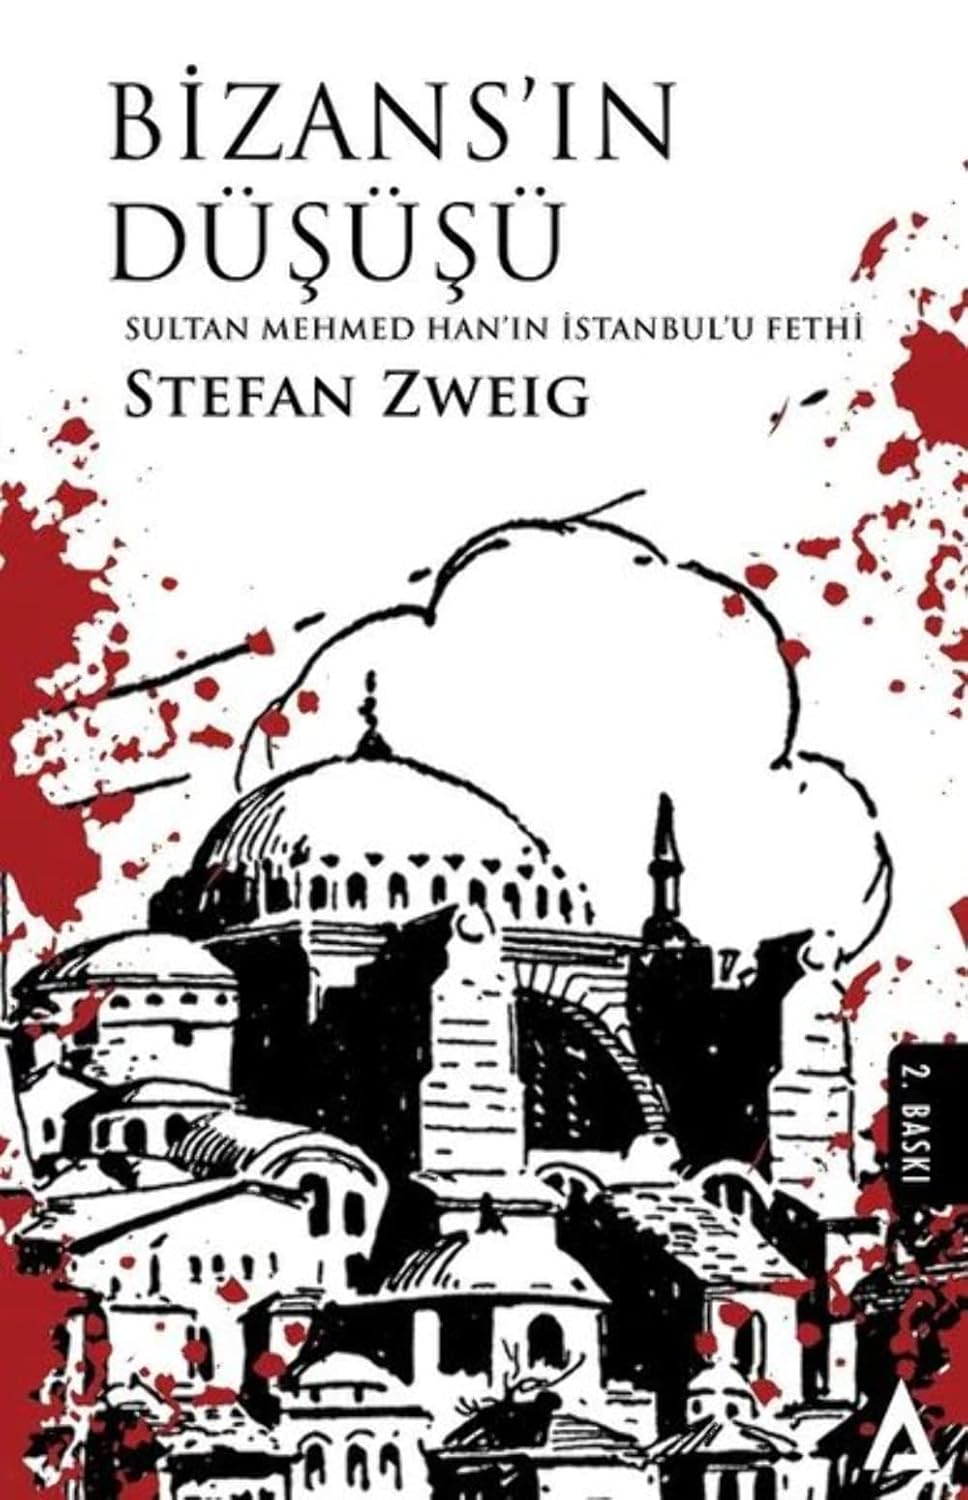 BİZANS'IN
DÜŞÜŞÜ
SULTAN MEHMED HAN'IN İSTANBUL'U FETHİ
STEFAN ZWEIG
2. BASKI